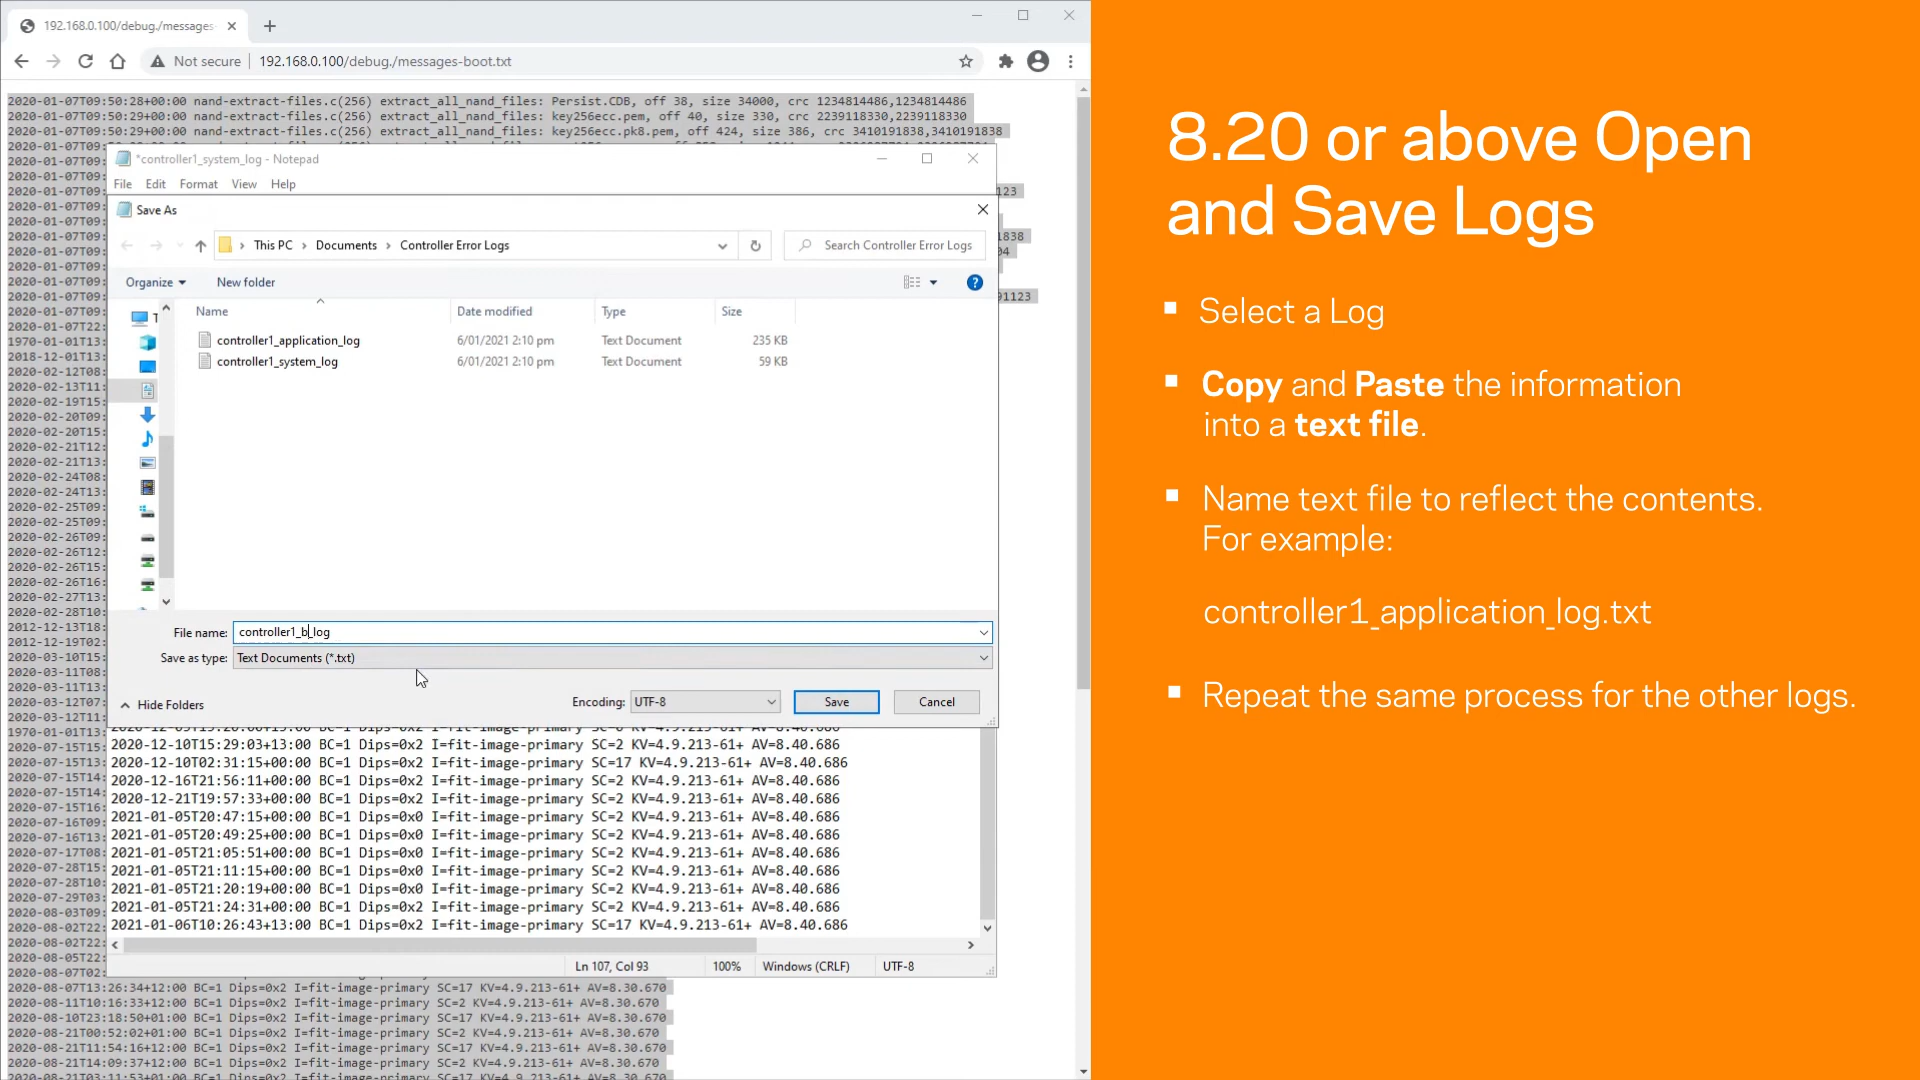 192.168.0.100/debug./messages-
Not secure
192.168.0.100/debug./messages-boot.txt
2020-01-07T09:50:28+00:00 nand-extract-files.c(256) extract_all_nand_files: Persist.CDB, off 38, size 34000, crc 1234814486,1234814486
2020-01-07T09:50:29+00:00 nand-extract-files.c(256) extract_all_nand_files: key256ecc.pem, off 40, size 330, crc 2239118330,2239118330
2020-01-07T09:50:29+00:00 nand-extract-files.c(256) extract_all_nand_files: key256ecc.pk8.pem, off 424, size 386, crc 3410191838,3410191838
*controller1_system_log - Notepad
File Edit Format View Help
Save As
This PC > Documents > Controller Error Logs
Search Controller Error Logs
Organize
New folder
Name Date modified Type Size
controller1_application_log 6/01/2021 2:10 pm Text Document 235 KB
controller1_system_log 6/01/2021 2:10 pm Text Document 59 KB
File name: controller1_b_log
Save as type: Text Documents (*.txt)
Hide Folders
Encoding: UTF-8
Save
Cancel
2020-12-10T15:29:03+13:00 BC=1 Dips=0x2 I=fit-image-primary SC=2 KV=4.9.213-61+ AV=8.40.686
2020-12-10T02:31:15+00:00 BC=1 Dips=0x2 I=fit-image-primary SC=17 KV=4.9.213-61+ AV=8.40.686
2020-12-16T21:56:11+00:00 BC=1 Dips=0x2 I=fit-image-primary SC=2 KV=4.9.213-61+ AV=8.40.686
2020-12-21T19:57:33+00:00 BC=1 Dips=0x2 I=fit-image-primary SC=2 KV=4.9.213-61+ AV=8.40.686
2021-01-05T20:47:15+00:00 BC=1 Dips=0x0 I=fit-image-primary SC=2 KV=4.9.213-61+ AV=8.40.686
2021-01-05T20:49:25+00:00 BC=1 Dips=0x0 I=fit-image-primary SC=2 KV=4.9.213-61+ AV=8.40.686
2021-01-05T21:05:51+00:00 BC=1 Dips=0x0 I=fit-image-primary SC=2 KV=4.9.213-61+ AV=8.40.686
2021-01-05T21:11:15+00:00 BC=1 Dips=0x0 I=fit-image-primary SC=2 KV=4.9.213-61+ AV=8.40.686
2021-01-05T21:20:19+00:00 BC=1 Dips=0x0 I=fit-image-primary SC=2 KV=4.9.213-61+ AV=8.40.686
2021-01-05T21:24:31+00:00 BC=1 Dips=0x2 I=fit-image-primary SC=2 KV=4.9.213-61+ AV=8.40.686
2021-01-06T10:26:43+13:00 BC=1 Dips=0x2 I=fit-image-primary SC=17 KV=4.9.213-61+ AV=8.40.686
Ln 107, Col 93
100%
Windows (CRLF)
UTF-8
2020-08-07T13:26:34+12:00 BC=1 Dips=0x2 I=fit-image-primary SC=17 KV=4.9.213-61+ AV=8.30.670
2020-08-11T10:16:33+12:00 BC=1 Dips=0x2 I=fit-image-primary SC=2 KV=4.9.213-61+ AV=8.30.670
2020-08-10T23:18:50+01:00 BC=1 Dips=0x2 I=fit-image-primary SC=17 KV=4.9.213-61+ AV=8.30.670
2020-08-21T00:52:02+01:00 BC=1 Dips=0x2 I=fit-image-primary SC=2 KV=4.9.213-61+ AV=8.30.670
2020-08-21T11:54:16+12:00 BC=1 Dips=0x2 I=fit-image-primary SC=17 KV=4.9.213-61+ AV=8.30.670
2020-08-21T14:09:37+12:00 BC=1 Dips=0x2 I=fit-image-primary SC=2 KV=4.9.213-61+ AV=8.30.670
2020-08-21T03:11:53+01:00 BC=1 Dips=0x2 I=fit-image-primary SC=17 KV=4.9.213-61+ AV=8.30.670
8.20 or above Open
and Save Logs
Select a Log
Copy and Paste the information
into a text file.
Name text file to reflect the contents.
For example:
controller1_application_log.txt
Repeat the same process for the other logs.